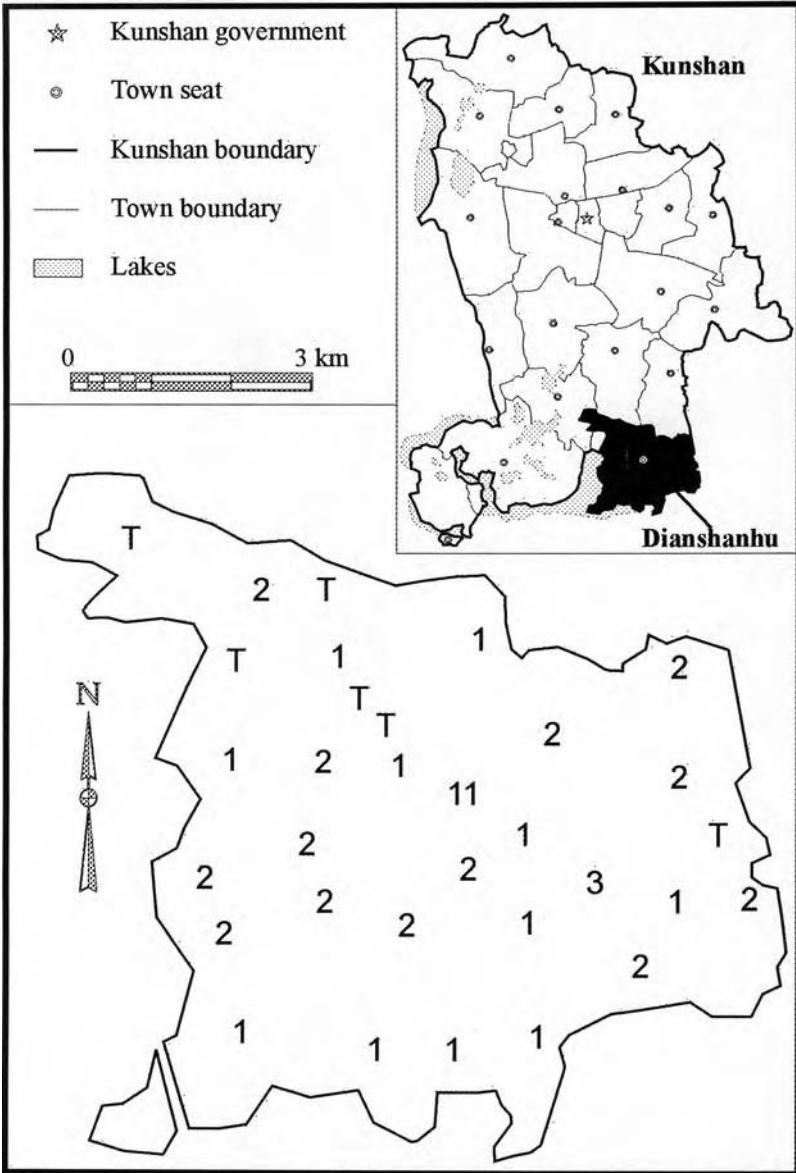 Kunshan government
Town seat
Kunshan boundary
Town boundary
Lakes
0 3 km
Kunshan
Dianshanhu
T
2 T
1
T 1 2
N T
T 2
1 2 1 2
11
1 T
2 2 3
2 2 1 2
2 2 1
2
1 1 1 1